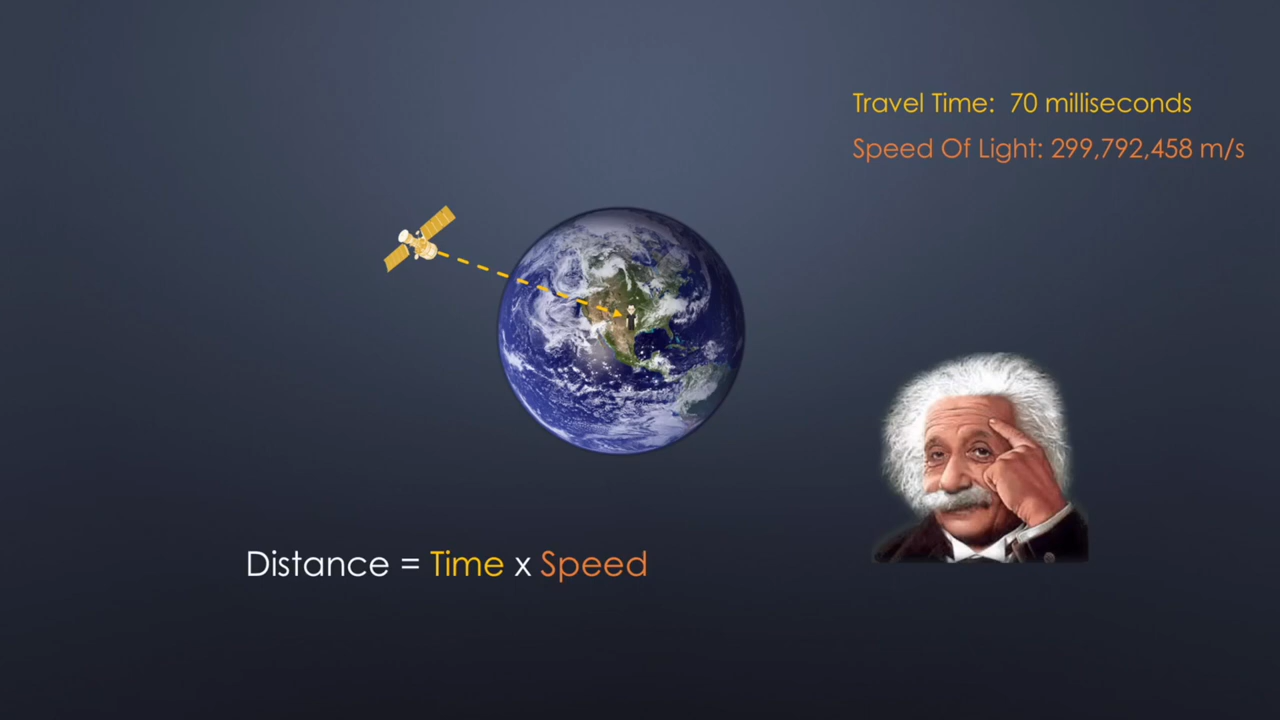 Travel Time: 70 milliseconds
Speed Of Light: 299,792,458 m/s
Distance = Time x Speed